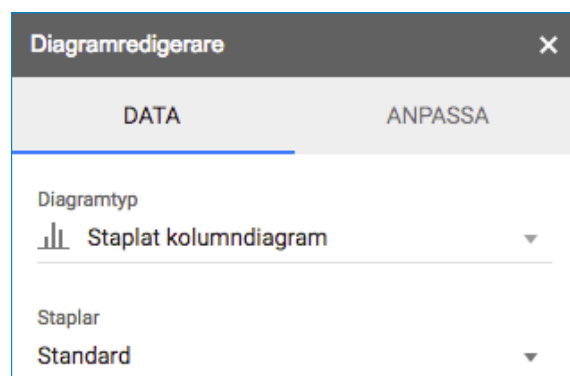 Diagramredigerare
DATA ANPASSA
Diagramtyp
Staplat kolumndiagram
Staplar
Standard